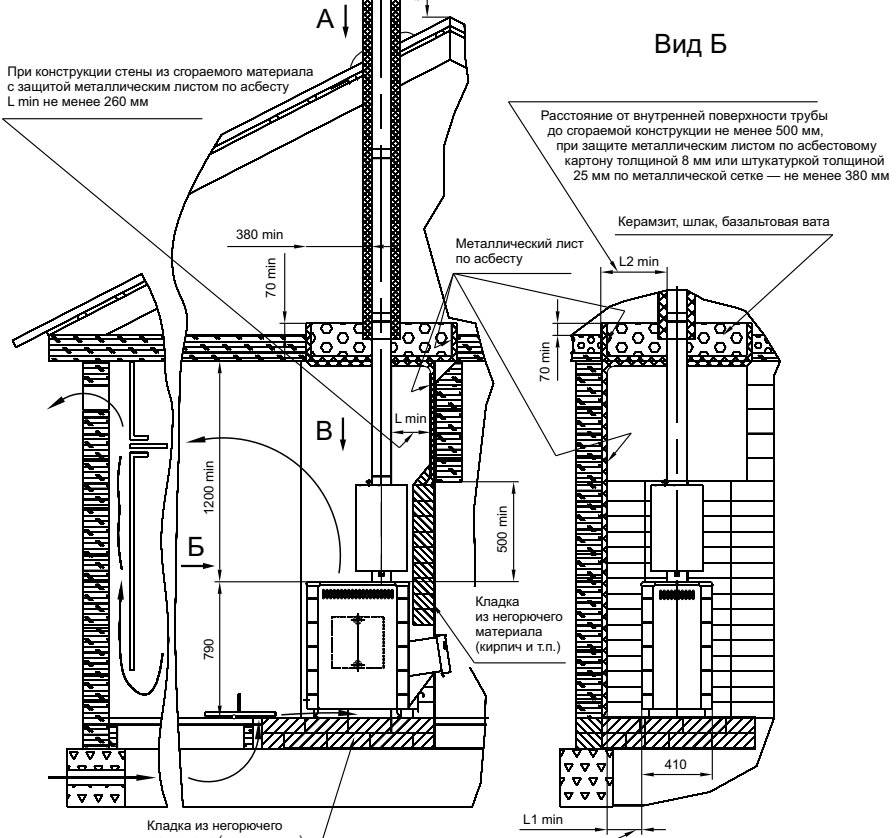 А
Вид Б
При конструкции стены из сгораемого материала
с защитой металлическим листом по асбесту
L min не менее 260 мм
Расстояние от внутренней поверхности трубы
до сгораемой конструкции не менее 500 мм,
при защите металлическим листом по асбестовому
картону толщиной 8 мм или штукатуркой толщиной
25 мм по металлической сетке — не менее 380 мм
Керамзит, шлак, базальтовая вата
380 min
Металлический лист
по асбесту
L2 min
70 min
70 min
L min
В
1200 min
500 min
Б
Кладка
из негорючего
материала
(кирпич и т.п.)
790
410
L1 min
Кладка из негорючего